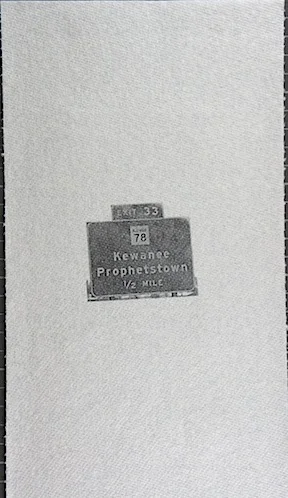 EXIT 33
ILLINOIS
78
Kewanee
Prophetstown
1/2 MILE